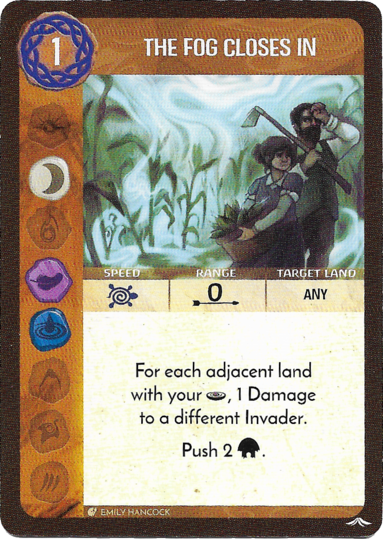 1
THE FOG CLOSES IN
SPEED RANGE TARGET LAND
0 ANY
For each adjacent land
with your , 1 Damage
to a different Invader.
Push 2 .
EMILY HANCOCK